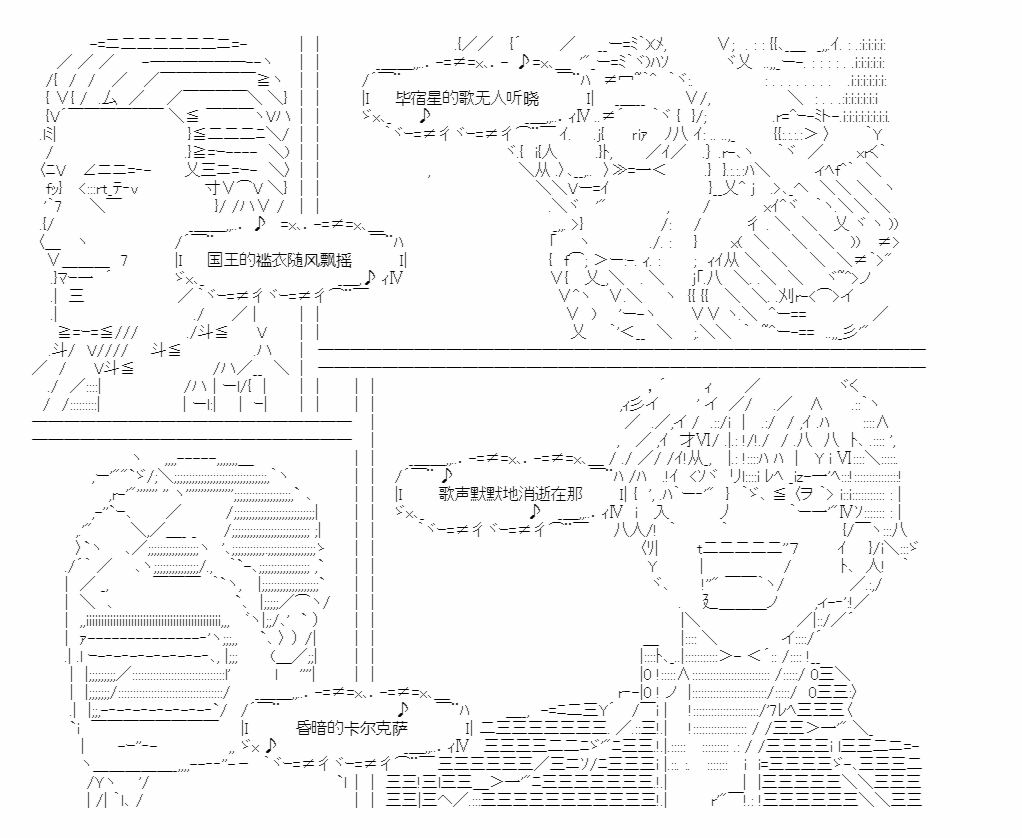 毕宿星的歌无人听晓
国王的褴衣随风飘摇
歌声默默地消逝在那
昏暗的卡尔克萨